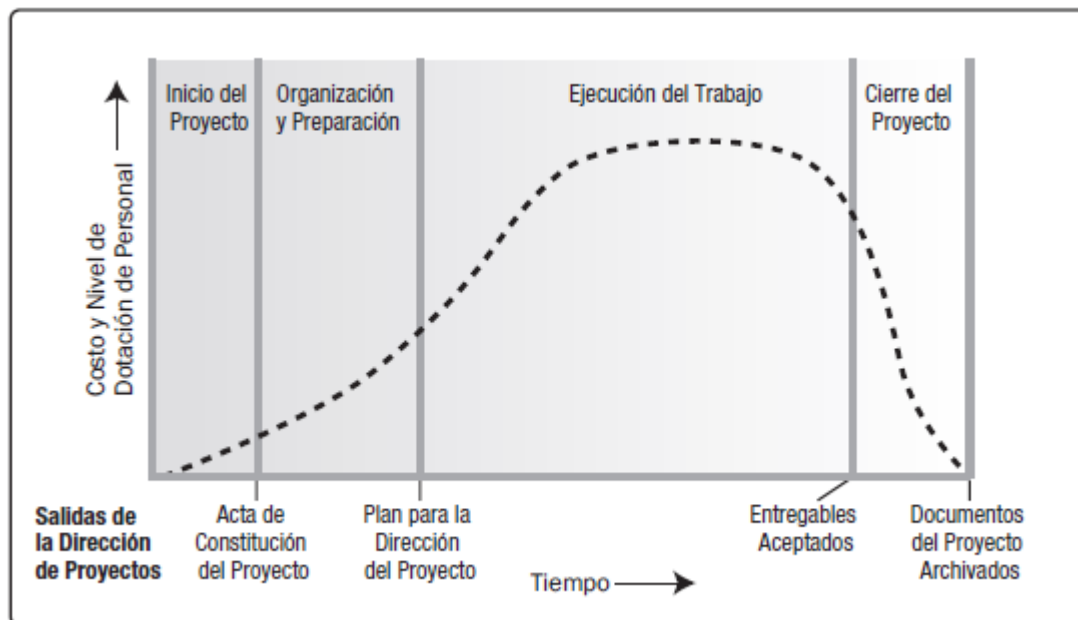 Costo y Nivel de
Dotación de Personal
Inicio del
Proyecto
Organización
y Preparación
Ejecución del Trabajo
Cierre del
Proyecto
Salidas de
la Dirección
de Proyectos
Acta de
Constitución
del Proyecto
Plan para la
Dirección
del Proyecto
Entregables
Aceptados
Documentos
del Proyecto
Archivados
Tiempo